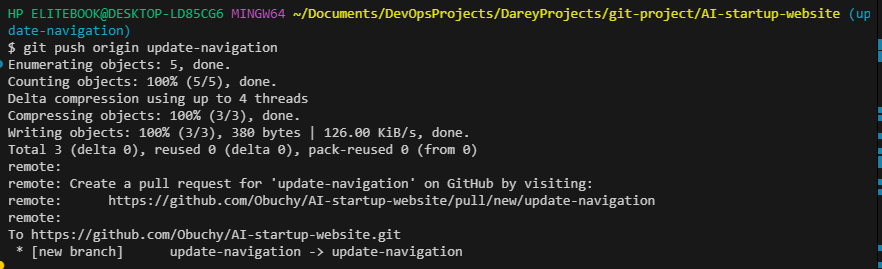 HP ELITEBOOK@DESKTOP-LD85CG6 MINGW64 ~/Documents/DevOpsProjects/DareyProjects/git-project/AI-startup-website (up
date-navigation)
$ git push origin update-navigation
Enumerating objects: 5, done.
Counting objects: 100% (5/5), done.
Delta compression using up to 4 threads
Compressing objects: 100% (3/3), done.
Writing objects: 100% (3/3), 380 bytes | 126.00 KiB/s, done.
Total 3 (delta 0), reused 0 (delta 0), pack-reused 0 (from 0)
remote:
remote: Create a pull request for 'update-navigation' on GitHub by visiting:
remote:      https://github.com/Obuchy/AI-startup-website/pull/new/update-navigation
remote:
To https://github.com/Obuchy/AI-startup-website.git
 * [new branch]      update-navigation -> update-navigation